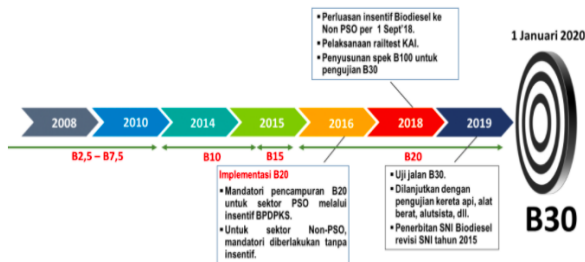 ▪ Perluasan insentif Biodiesel ke
Non PSO per 1 Sept'18.
▪ Pelaksanaan railtest KAI.
▪ Penyusunan spek B100 untuk
pengujian B30
1 Januari 2020
2008
2010
2014
2015
2016
2018
2019
B2,5 – B7,5
B10
B15
B20
Implementasi B20
▪ Mandatori pencampuran B20
untuk sektor PSO melalui
insentif BPDPKS.
▪ Untuk sektor Non-PSO,
mandatori diberlakukan tanpa
insentif.
▪ Uji jalan B30.
▪ Dilanjutkan dengan
pengujian kereta api, alat
berat, alutsista, dll.
▪ Penerbitan SNI Biodiesel
revisi SNI tahun 2015
B30